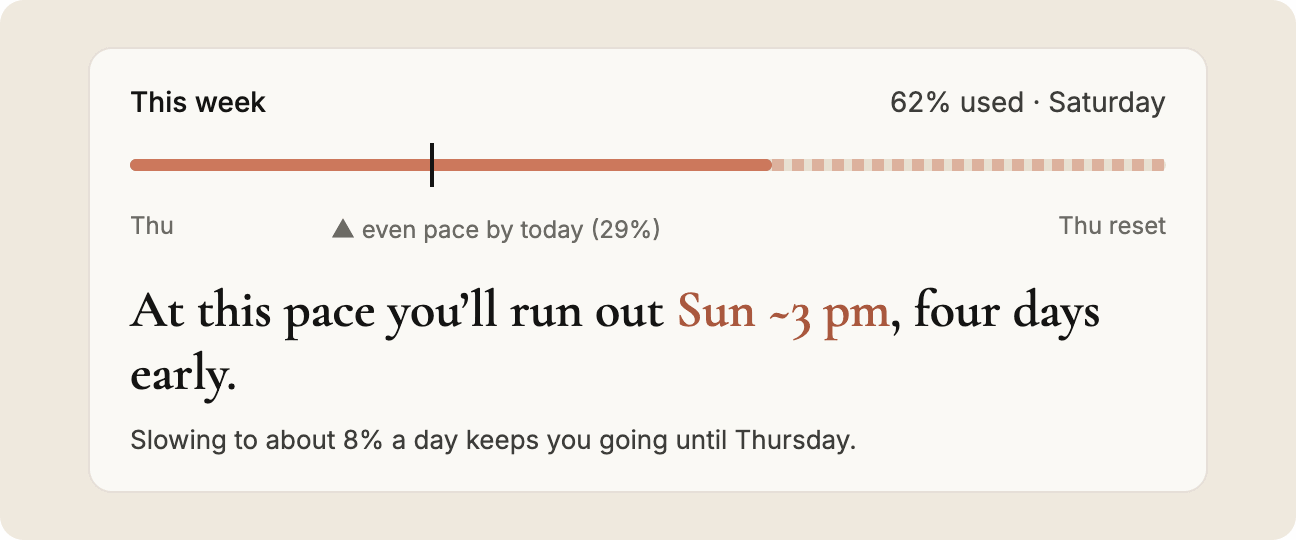 This week
62% used · Saturday
Thu
▲ even pace by today (29%)
Thu reset
At this pace you’ll run out Sun ~3 pm, four days
early.
Slowing to about 8% a day keeps you going until Thursday.